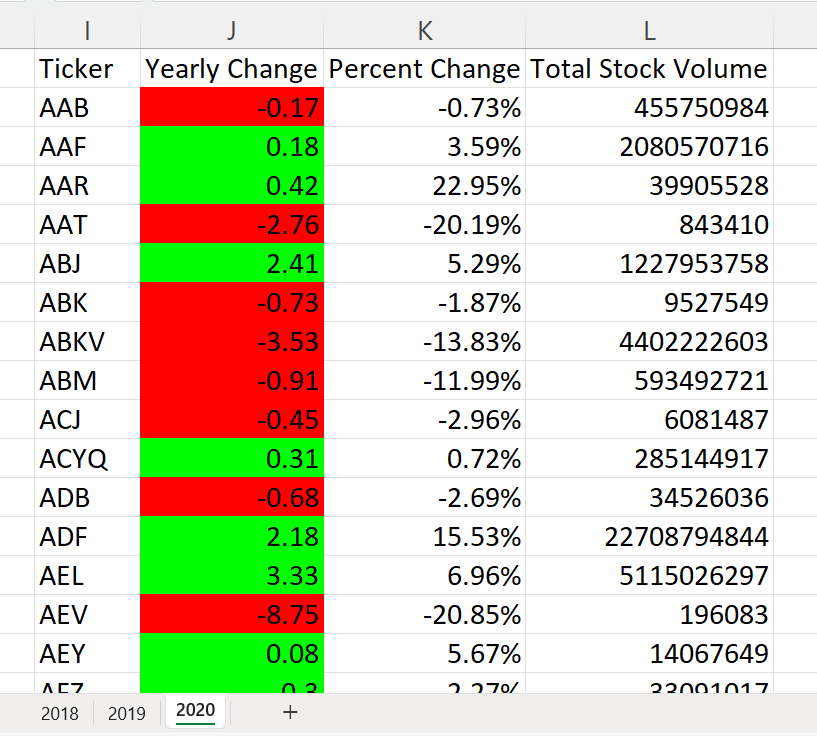 I J K L
Ticker Yearly Change Percent Change Total Stock Volume
AAB -0.17 -0.73% 455750984
AAF 0.18 3.59% 2080570716
AAR 0.42 22.95% 39905528
AAT -2.76 -20.19% 843410
ABJ 2.41 5.29% 1227953758
ABK -0.73 -1.87% 9527549
ABKV -3.53 -13.83% 4402222603
ABM -0.91 -11.99% 593492721
ACJ -0.45 -2.96% 6081487
ACYQ 0.31 0.72% 285144917
ADB -0.68 -2.69% 34526036
ADF 2.18 15.53% 22708794844
AEL 3.33 6.96% 5115026297
AEV -8.75 -20.85% 196083
AEY 0.08 5.67% 14067649
0.3
2018 2019 2020 +